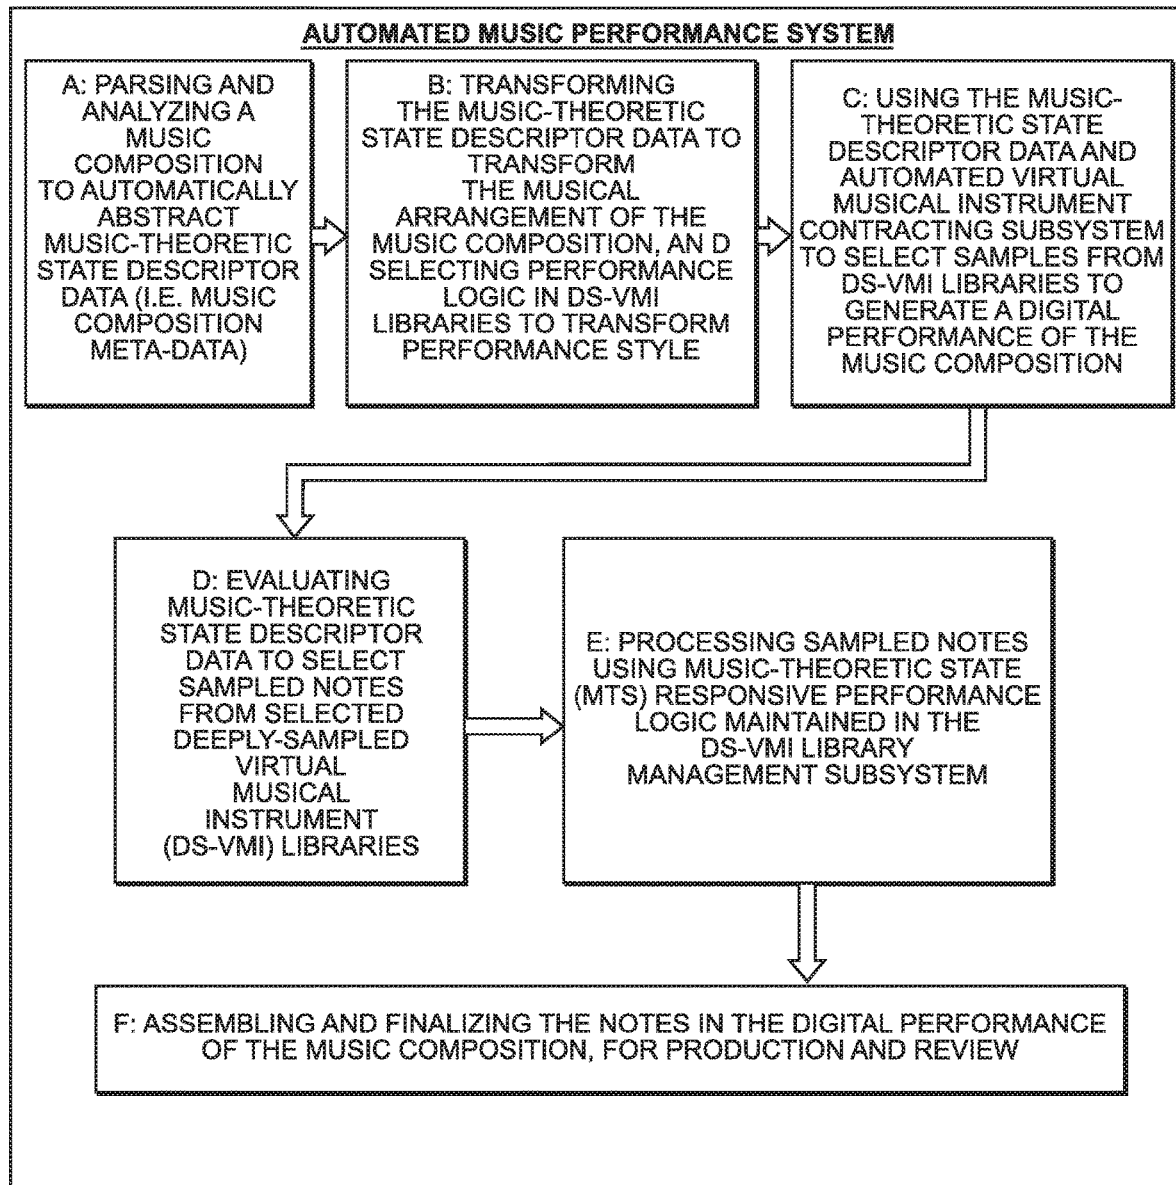 AUTOMATED MUSIC PERFORMANCE SYSTEM
A: PARSING AND
ANALYZING A
MUSIC
COMPOSITION
TO AUTOMATICALLY
ABSTRACT
MUSIC-THEORETIC
STATE DESCRIPTOR
DATA (I.E. MUSIC
COMPOSITION
META-DATA)
B: TRANSFORMING
THE MUSIC-THEORETIC
STATE DESCRIPTOR DATA TO
TRANSFORM
THE MUSICAL
ARRANGEMENT OF THE
MUSIC COMPOSITION, AN D
SELECTING PERFORMANCE
LOGIC IN DS-VMI
LIBRARIES TO TRANSFORM
PERFORMANCE STYLE
C: USING THE MUSIC-
THEORETIC STATE
DESCRIPTOR DATA AND
AUTOMATED VIRTUAL
MUSICAL INSTRUMENT
CONTRACTING SUBSYSTEM
TO SELECT SAMPLES FROM
DS-VMI LIBRARIES TO
GENERATE A DIGITAL
PERFORMANCE OF THE
MUSIC COMPOSITION
D: EVALUATING
MUSIC-THEORETIC
STATE DESCRIPTOR
DATA TO SELECT
SAMPLED NOTES
FROM SELECTED
DEEPLY-SAMPLED
VIRTUAL
MUSICAL
INSTRUMENT
(DS-VMI) LIBRARIES
E: PROCESSING SAMPLED NOTES
USING MUSIC-THEORETIC STATE
(MTS) RESPONSIVE PERFORMANCE
LOGIC MAINTAINED IN THE
DS-VMI LIBRARY
MANAGEMENT SUBSYSTEM
F: ASSEMBLING AND FINALIZING THE NOTES IN THE DIGITAL PERFORMANCE
OF THE MUSIC COMPOSITION, FOR PRODUCTION AND REVIEW